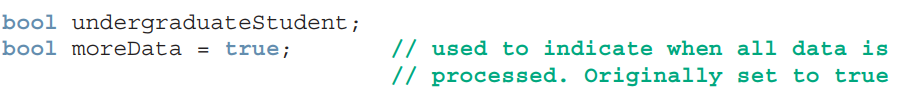 bool undergraduateStudent;
bool moreData = true; // used to indicate when all data is
// processed. Originally set to true